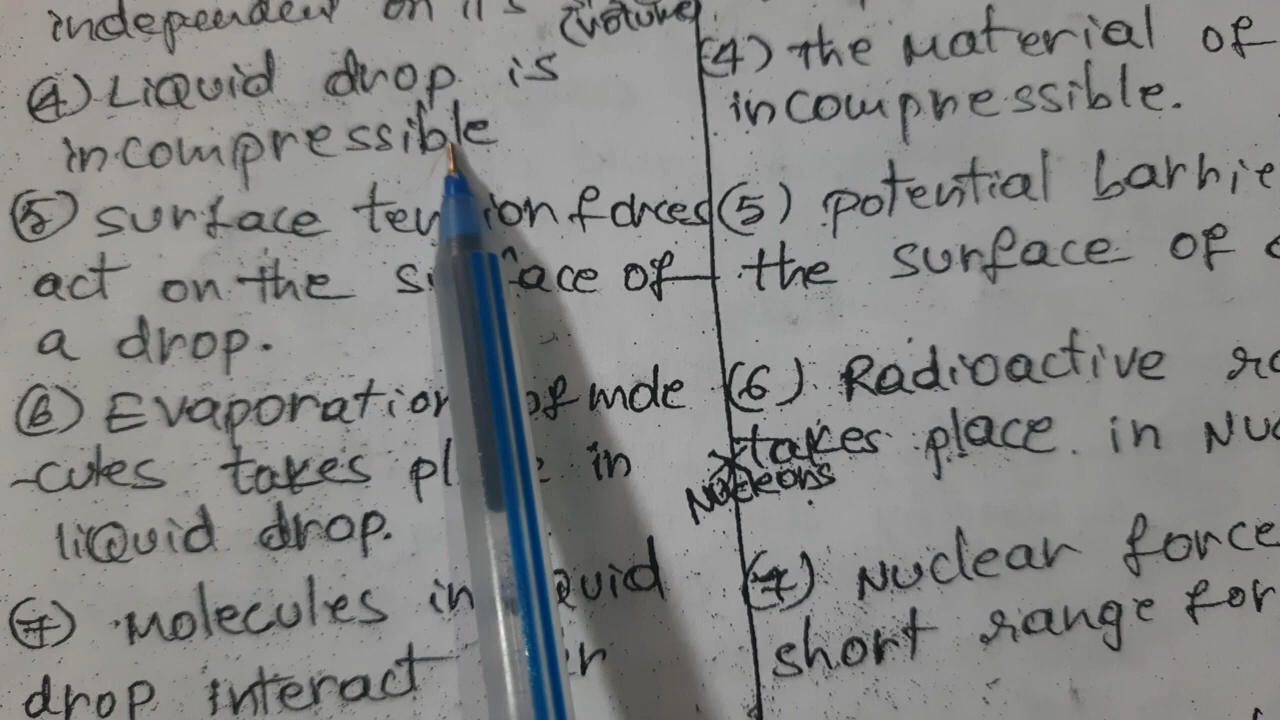 independent on it's (volume)
(4) Liquid drop is
incompressible
(5) surface tension forces
act on the surface of
a drop.
(6) Evaporation of mole
-cules takes place in
liquid drop.
(7) Molecules in liquid
drop interact
(4) the Material of
incompressible.
(5) potential barrie
the surface of
(6) Radioactive
takes place in
Nucleons
(7) Nuclear force
short range for